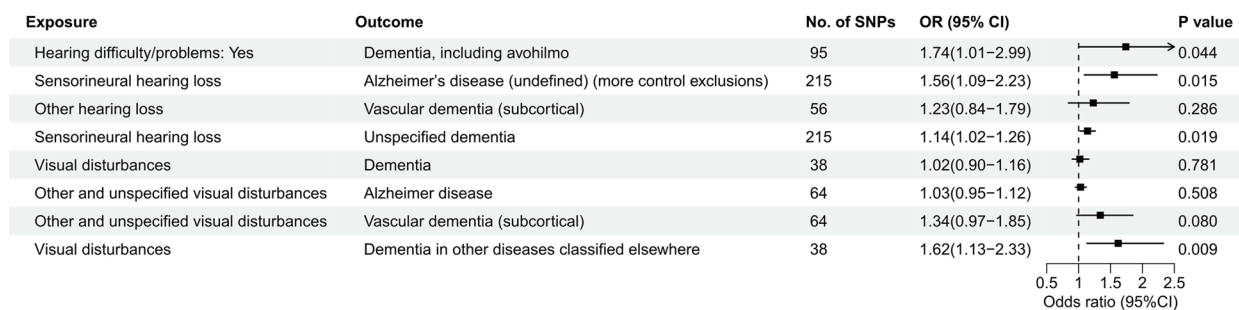 Exposure Outcome No. of SNPs OR (95% CI) P value
Hearing difficulty/problems: Yes Dementia, including avohilmo 95 1.74(1.01−2.99) 0.044
Sensorineural hearing loss Alzheimer's disease (undefined) (more control exclusions) 215 1.56(1.09−2.23) 0.015
Other hearing loss Vascular dementia (subcortical) 56 1.23(0.84−1.79) 0.286
Sensorineural hearing loss Unspecified dementia 215 1.14(1.02−1.26) 0.019
Visual disturbances Dementia 38 1.02(0.90−1.16) 0.781
Other and unspecified visual disturbances Alzheimer disease 64 1.03(0.95−1.12) 0.508
Other and unspecified visual disturbances Vascular dementia (subcortical) 64 1.34(0.97−1.85) 0.080
Visual disturbances Dementia in other diseases classified elsewhere 38 1.62(1.13−2.33) 0.009
0.5 1 1.5 2 2.5
Odds ratio (95%CI)